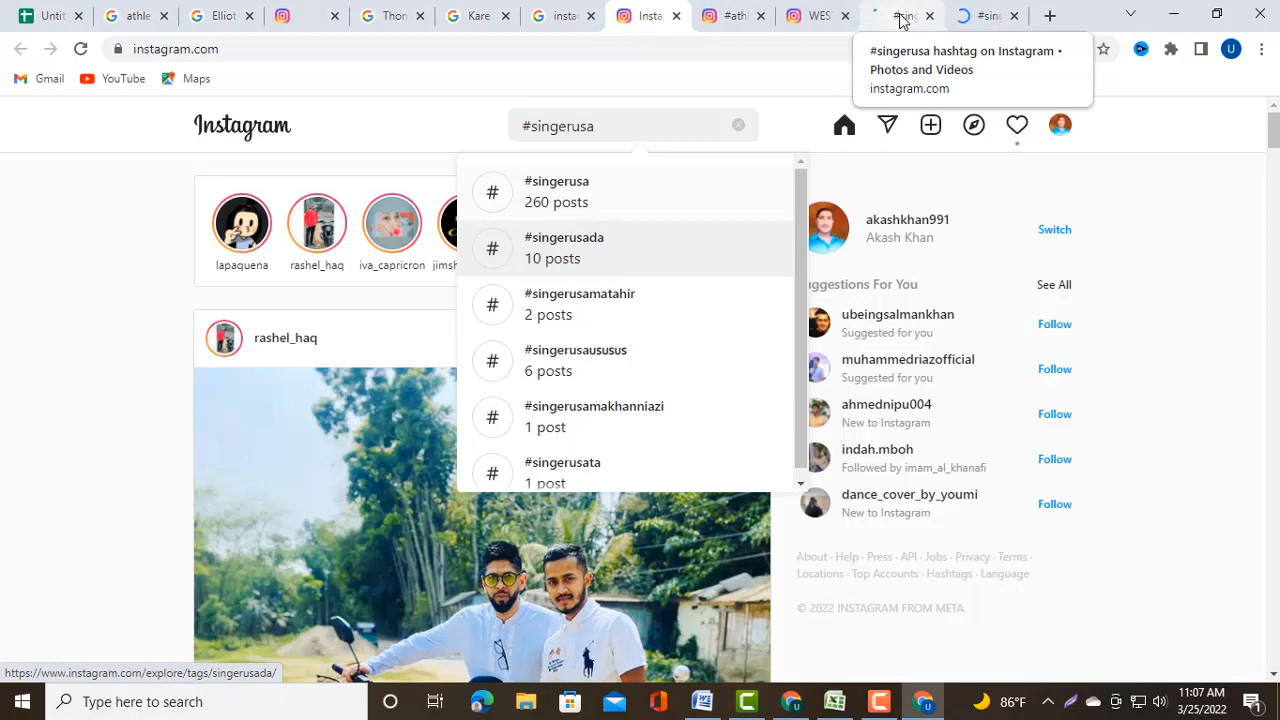 Unti
athle
Elliot
Thor
Kare
insta
Insta
#ath
WES
#sing
#sing
instagram.com
#singerusa hashtag on Instagram •
Photos and Videos
instagram.com
U
Gmail
YouTube
Maps
Instagram
#singerusa
#singerusa
260 posts
#singerusada
10 posts
#singerusamatahir
2 posts
#singerusaususus
6 posts
#singerusamakhanniazi
1 post
#singerusata
1 post
lapaquena
rashel_haq
iva_capricron
jimsh
rashel_haq
akashkhan991
Akash Khan
Switch
uggestions For You
See All
ubeingsalmankhan
Suggested for you
Follow
muhammedriazofficial
Suggested for you
Follow
ahmednipu004
New to Instagram
Follow
indah.mboh
Followed by imam_al_khanafi
Follow
dance_cover_by_youmi
New to Instagram
Follow
About · Help · Press · API · Jobs · Privacy · Terms ·
Locations · Top Accounts · Hashtags · Language
© 2022 INSTAGRAM FROM META
https://www.instagram.com/explore/tags/singerusada/
Type here to search
86°F
11:07 AM
3/25/2022
1